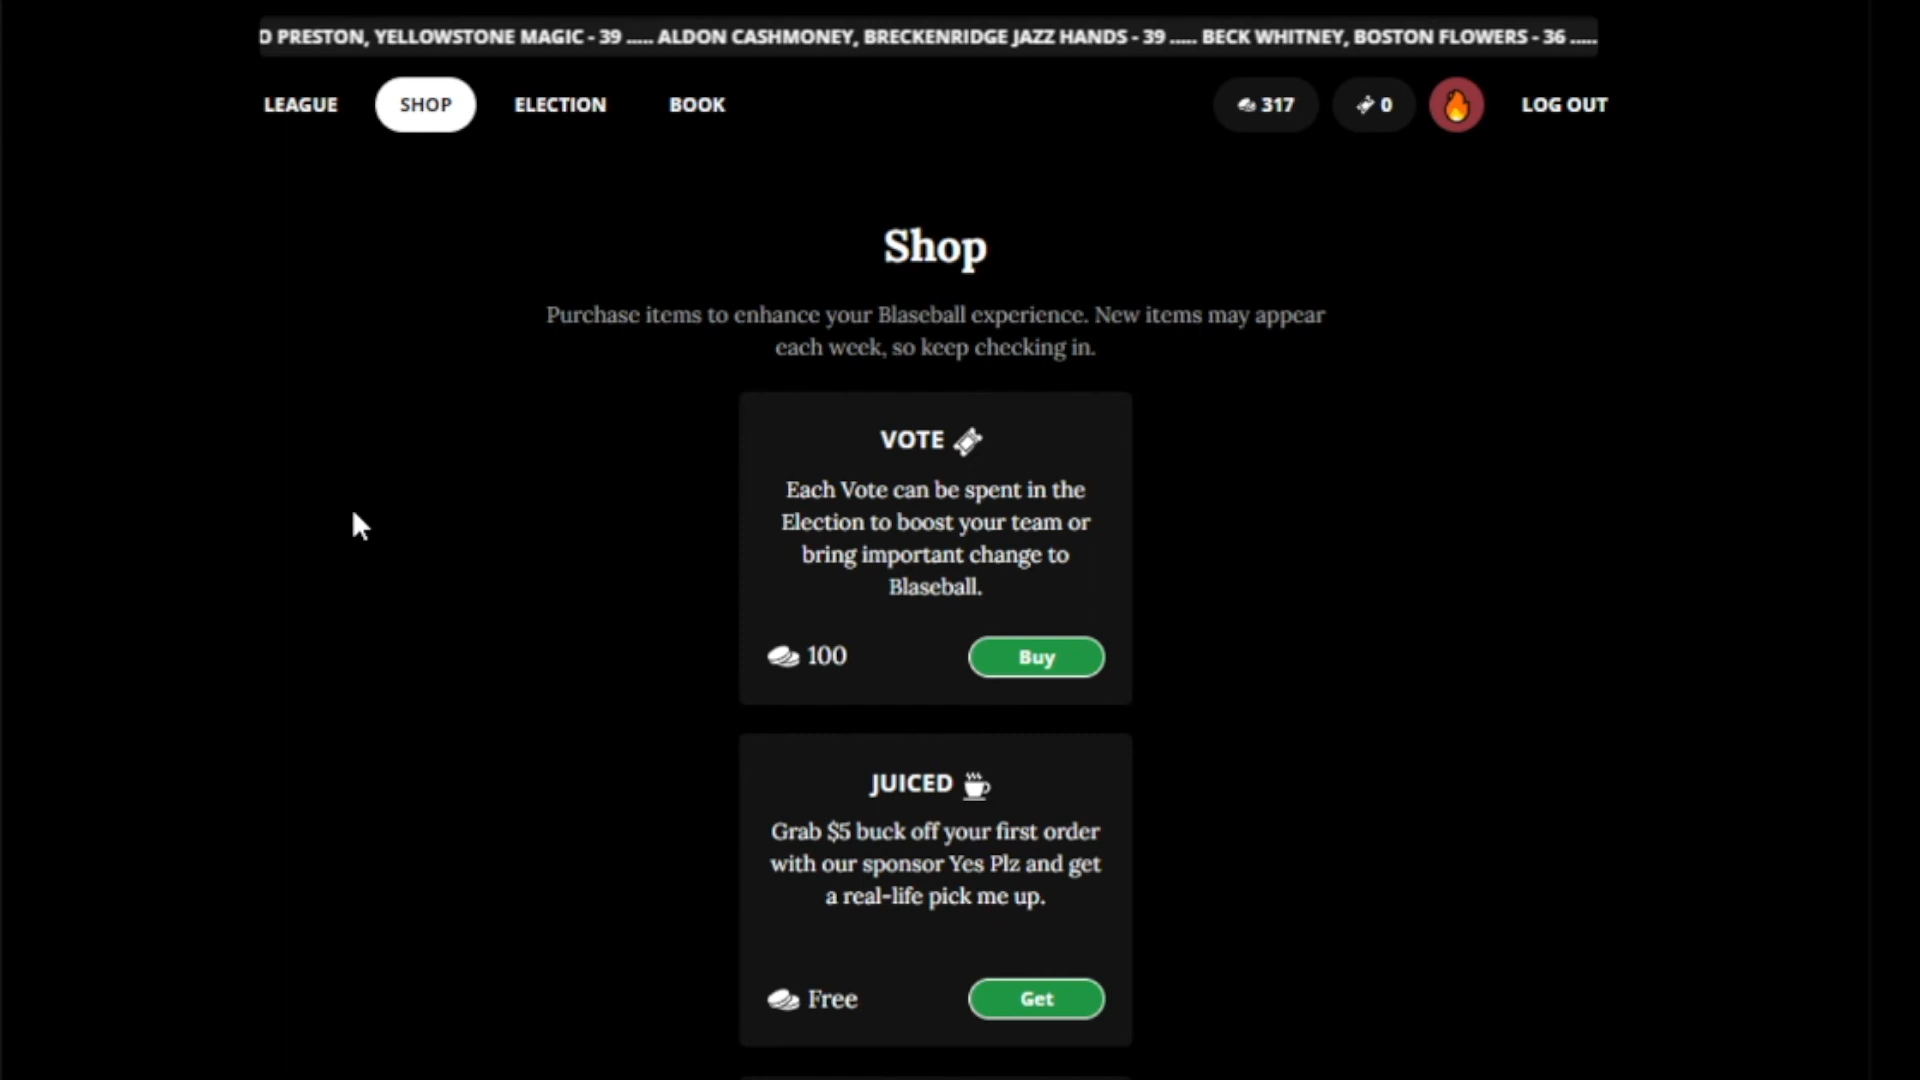 O PRESTON, YELLOWSTONE MAGIC - 39 ..... ALDON CASHMONEY, BRECKENRIDGE JAZZ HANDS - 39 ..... BECK WHITNEY, BOSTON FLOWERS - 36 .....
LEAGUE SHOP ELECTION BOOK 317 0 LOG OUT
Shop
Purchase items to enhance your Blaseball experience. New items may appear
each week, so keep checking in.
VOTE
Each Vote can be spent in the
Election to boost your team or
bring important change to
Blaseball.
100 Buy
JUICED
Grab $5 buck off your first order
with our sponsor Yes Plz and get
a real-life pick me up.
Free Get